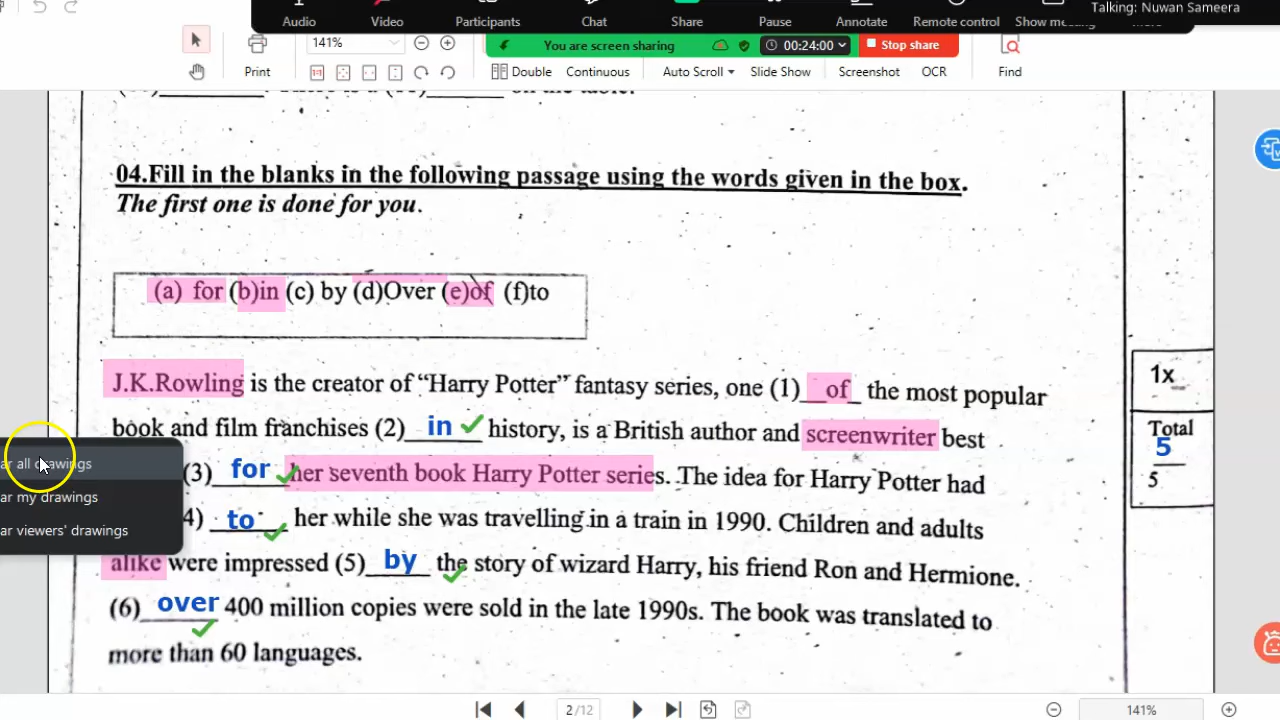 Talking: Nuwan Sameera
Audio Video Participants Chat Share Pause Annotate Remote control
141% You are screen sharing 00:24:00 Stop share
Print Double Continuous Auto Scroll Slide Show Screenshot OCR Find
04.Fill in the blanks in the following passage using the words given in the box.
The first one is done for you.
(a) for (b)in (c) by (d)Over (e)of (f)to
J.K.Rowling is the creator of “Harry Potter” fantasy series, one (1)__of_ the most popular
book and film franchises (2) in ✓ history, is a British author and screenwriter best
(3) for ✓ her seventh book Harry Potter series. The idea for Harry Potter had
4) to ✓ her while she was travelling in a train in 1990. Children and adults
alike were impressed (5) by the ✓ story of wizard Harry, his friend Ron and Hermione.
(6) over ✓ 400 million copies were sold in the late 1990s. The book was translated to
more than 60 languages.
1x
Total
5
5
ar all drawings
ar my drawings
ar viewers' drawings
2/12 141%